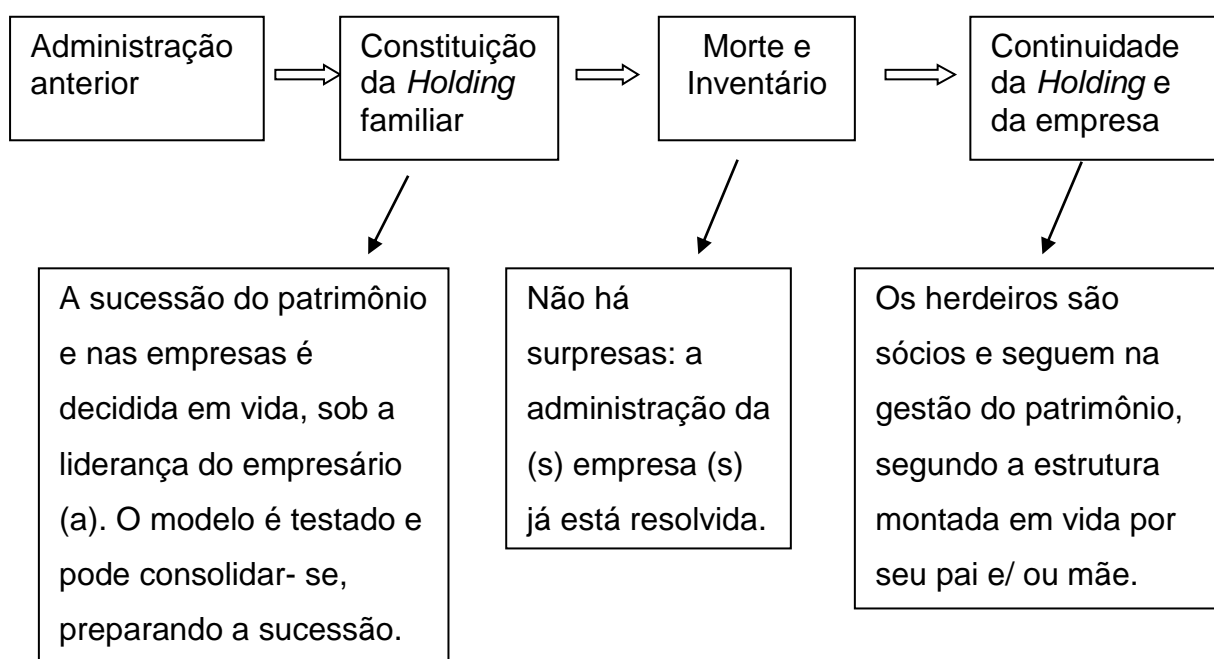 Administração
anterior
Constituição
da Holding
familiar
Morte e
Inventário
Continuidade
da Holding e
da empresa
A sucessão do patrimônio
e nas empresas é
decidida em vida, sob a
liderança do empresário
(a). O modelo é testado e
pode consolidar- se,
preparando a sucessão.
Não há
surpresas: a
administração da
(s) empresa (s)
já está resolvida.
Os herdeiros são
sócios e seguem na
gestão do patrimônio,
segundo a estrutura
montada em vida por
seu pai e/ ou mãe.